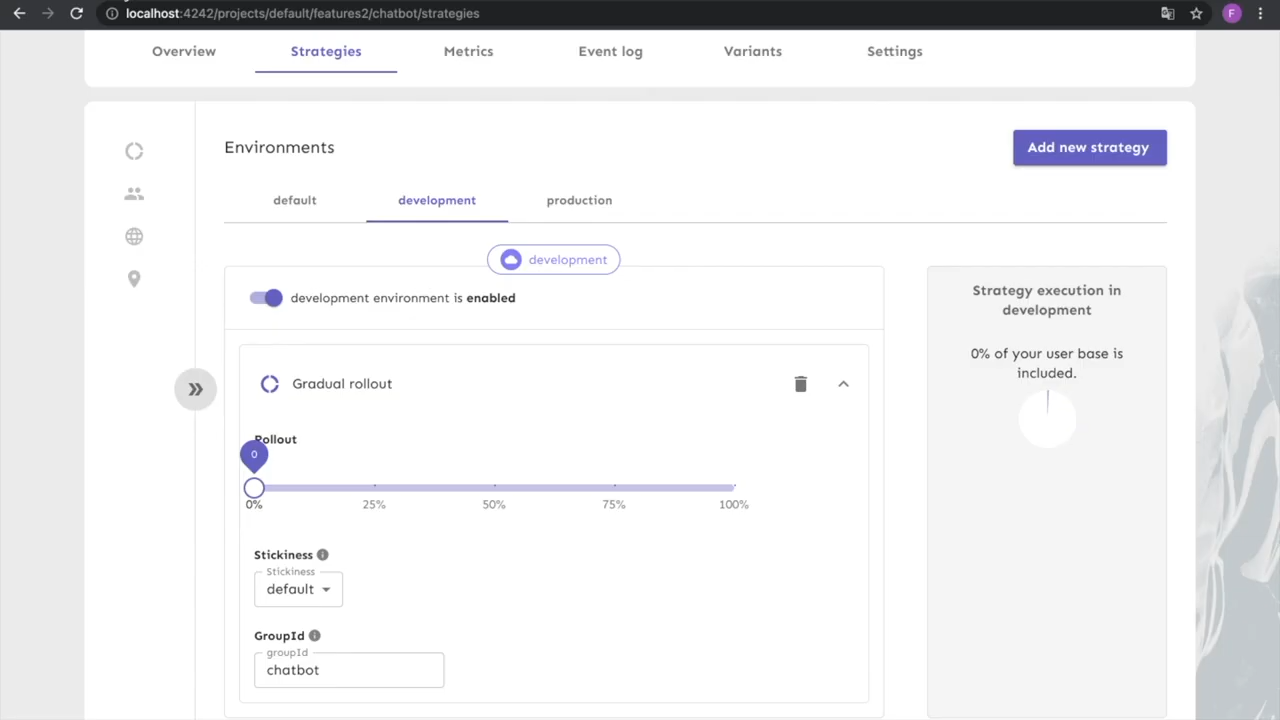 localhost:4242/projects/default/features2/chatbot/strategies
F
Overview
Strategies
Metrics
Event log
Variants
Settings
Environments
Add new strategy
default
development
production
development
development environment is enabled
Strategy execution in
development
0% of your user base is
included.
Gradual rollout
Rollout
0
0%
25%
50%
75%
100%
Stickiness
Stickiness
default
GroupId
groupId
chatbot